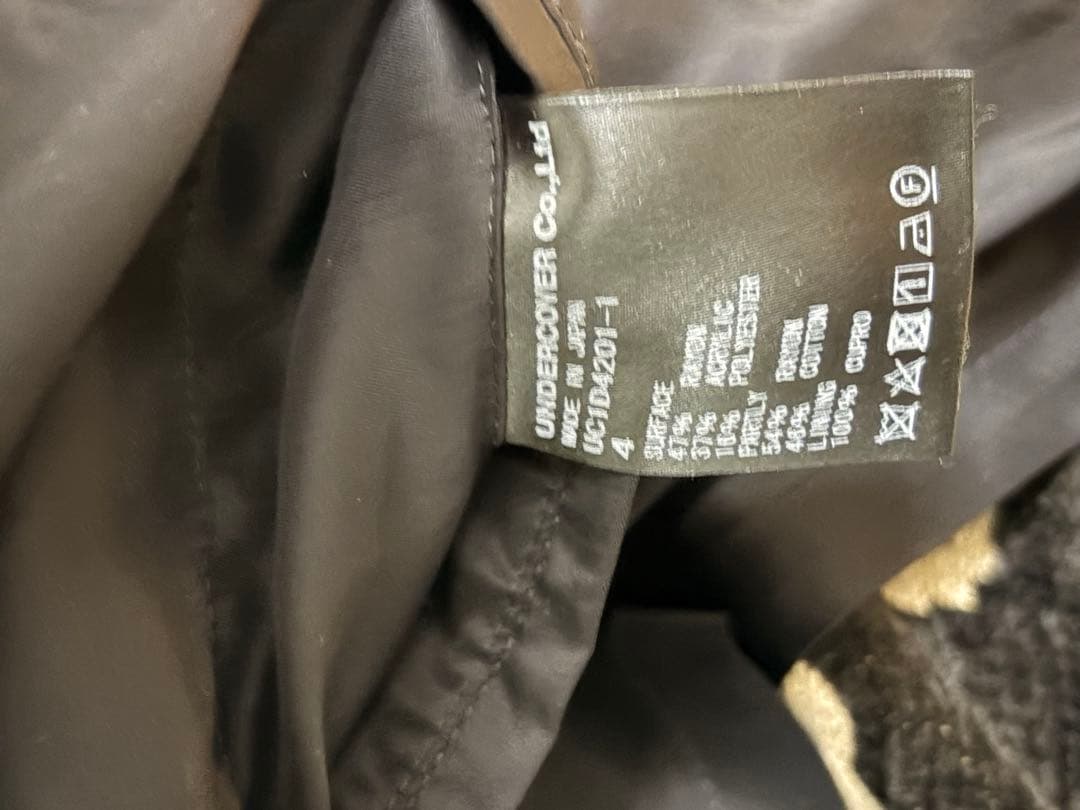 UNDERCOVER Co.,Ltd
MADE IN JAPAN
UC1D4201-1
4
SURFACE
47% RAYON
37% ACRYLIC
16% POLYESTER
PARTLY
54% RAYON
46% COTTON
LINING
100% CUPRO
F